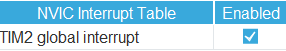 NVIC Interrupt Table Enabled
TIM2 global interrupt